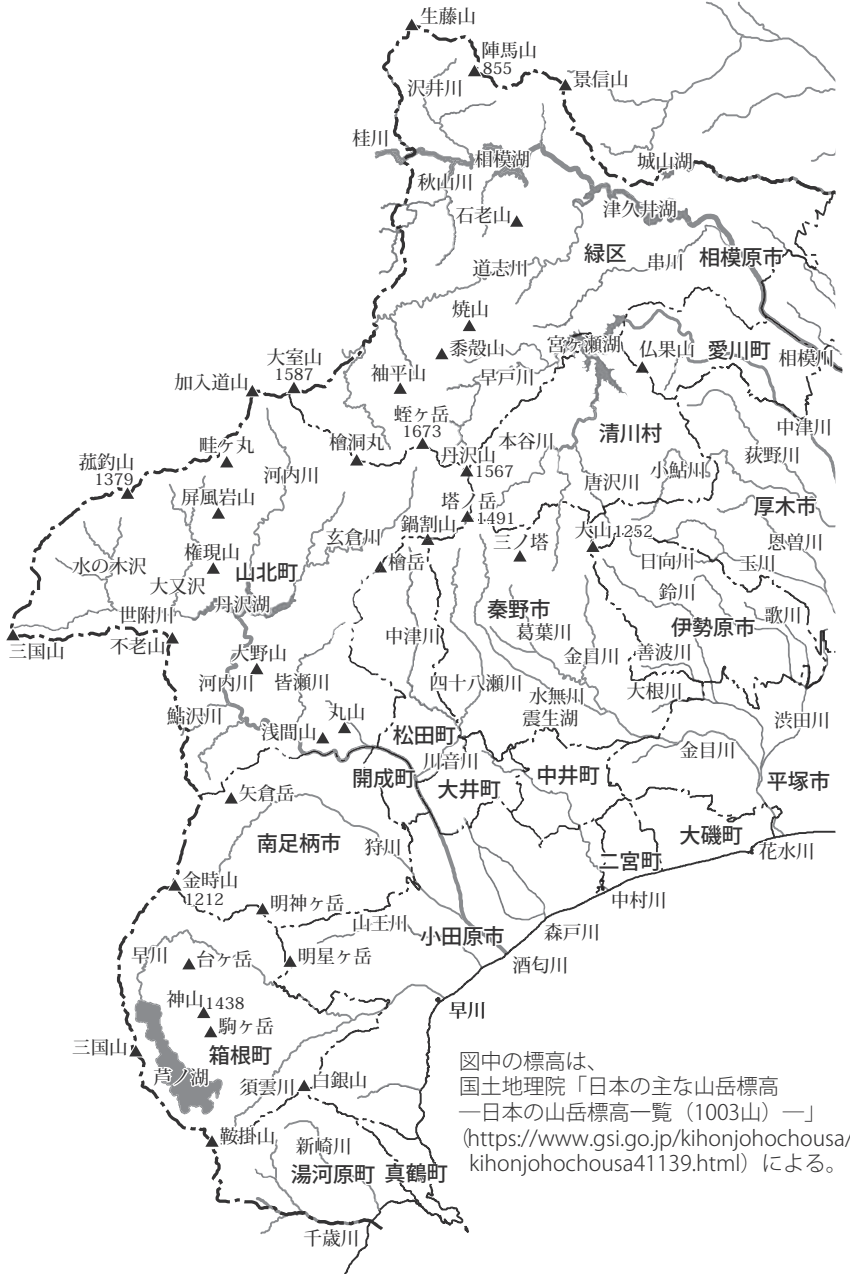 生藤山
陣馬山
855
沢井川
景信山
桂川
相模湖
城山湖
秋山川
石老山
津久井湖
緑区
串川
相模原市
道志川
焼山
大室山
1587
黍殻山
宮ヶ瀬湖
仏果山
愛川町
相模川
加入道山
袖平山
早戸川
蛭ヶ岳
1673
中津川
畦ヶ丸
檜洞丸
丹沢山
1567
本谷川
清川村
荻野川
菰釣山
1379
河内川
唐沢川
小鮎川
屏風岩山
塔ノ岳
1491
厚木市
玄倉川
鍋割山
三ノ塔
大山1252
恩曽川
水の木沢
権現山
檜岳
日向川
玉川
大又沢
山北町
鈴川
丹沢湖
秦野市
世附川
歌川
三国山
不老山
中津川
葛葉川
伊勢原市
大野山
金目川
善波川
河内川
皆瀬川
四十八瀬川
大根川
水無川
鮎沢川
丸山
震生湖
渋田川
浅間山
松田町
金目川
川音川
開成町
大井町
中井町
平塚市
矢倉岳
大磯町
南足柄市
狩川
二宮町
花水川
金時山
1212
明神ヶ岳
中村川
山王川
小田原市
森戸川
早川
台ヶ岳
明星ヶ岳
酒匂川
神山1438
早川
駒ヶ岳
三国山
箱根町
芦ノ湖
須雲川
白銀山
図中の標高は、
国土地理院「日本の主な山岳標高
―日本の山岳標高一覧（1003山）―」
（https://www.gsi.go.jp/kihonjohochousa/
kihonjohochousa41139.html）による。
鞍掛山
新崎川
湯河原町
真鶴町
千歳川